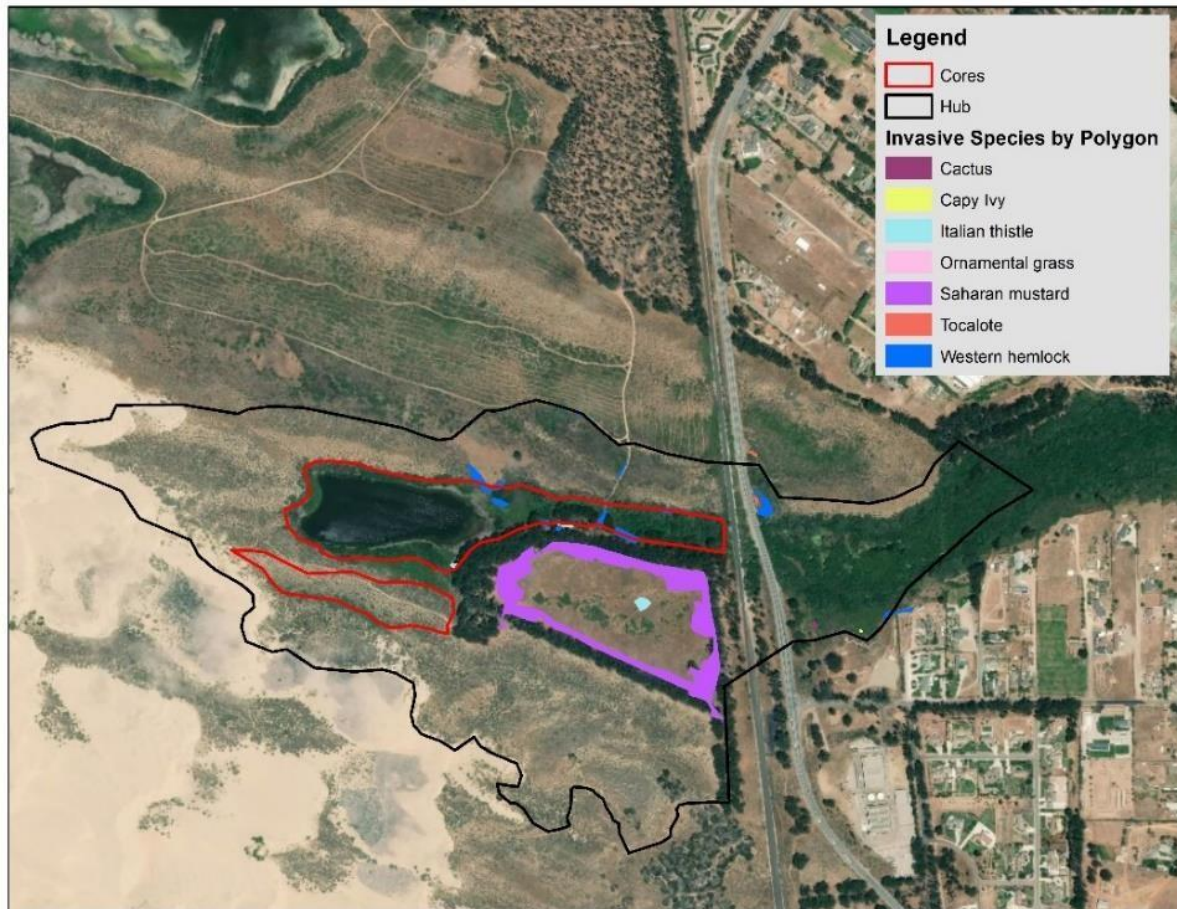 Legend
Cores
Hub
Invasive Species by Polygon
Cactus
Capy Ivy
Italian thistle
Ornamental grass
Saharan mustard
Tocalote
Western hemlock